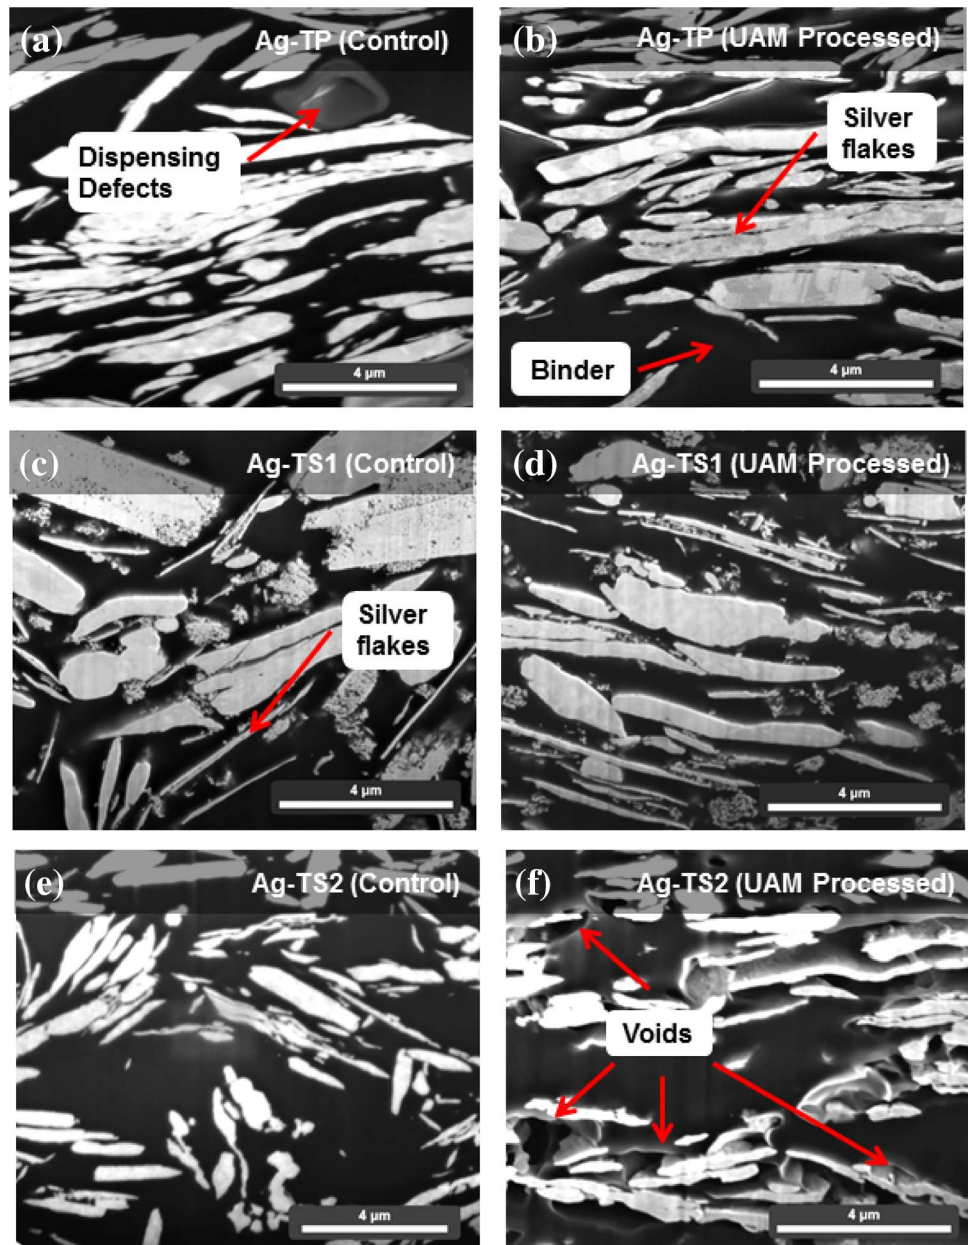 (a) Ag-TP (Control)
Dispensing
Defects
4 µm
(b) Ag-TP (UAM Processed)
Silver
flakes
Binder
4 µm
(c) Ag-TS1 (Control)
Silver
flakes
4 µm
(d) Ag-TS1 (UAM Processed)
4 µm
(e) Ag-TS2 (Control)
4 µm
(f) Ag-TS2 (UAM Processed)
Voids
4 µm